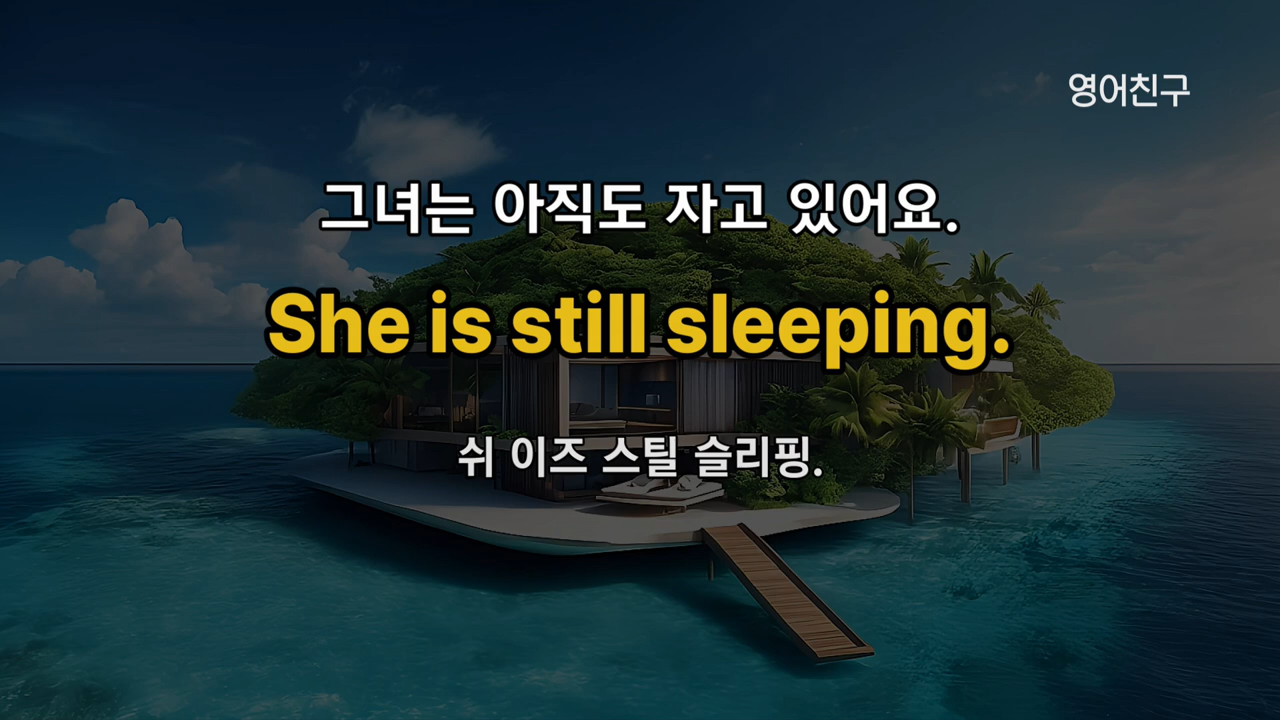 영어친구
그녀는 아직도 자고 있어요.
She is still sleeping.
쉬 이즈 스틸 슬리핑.